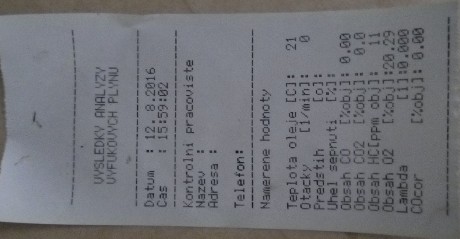 VYSLEDKY ANALYZY
VYFUKOVYCH PLYNU
Datum : 12. 8.2016
Cas : 15:59:02
Kontrolni pracoviste
Nazev :
Adresa :
Telefon:
Namerene hodnoty
Teplota oleje [C]: 21
Otacky [1/min]: 0
Predstih [o]:
Uhel sepnuti [%]:
Obsah CO [%obj]: 0.00
Obsah CO2 [%obj]: 0.0
Obsah HC[ppm obj]: 11
Obsah O2 [%obj]:20.29
Lambda [1]:0.000
COcor [%obj]: 0.00